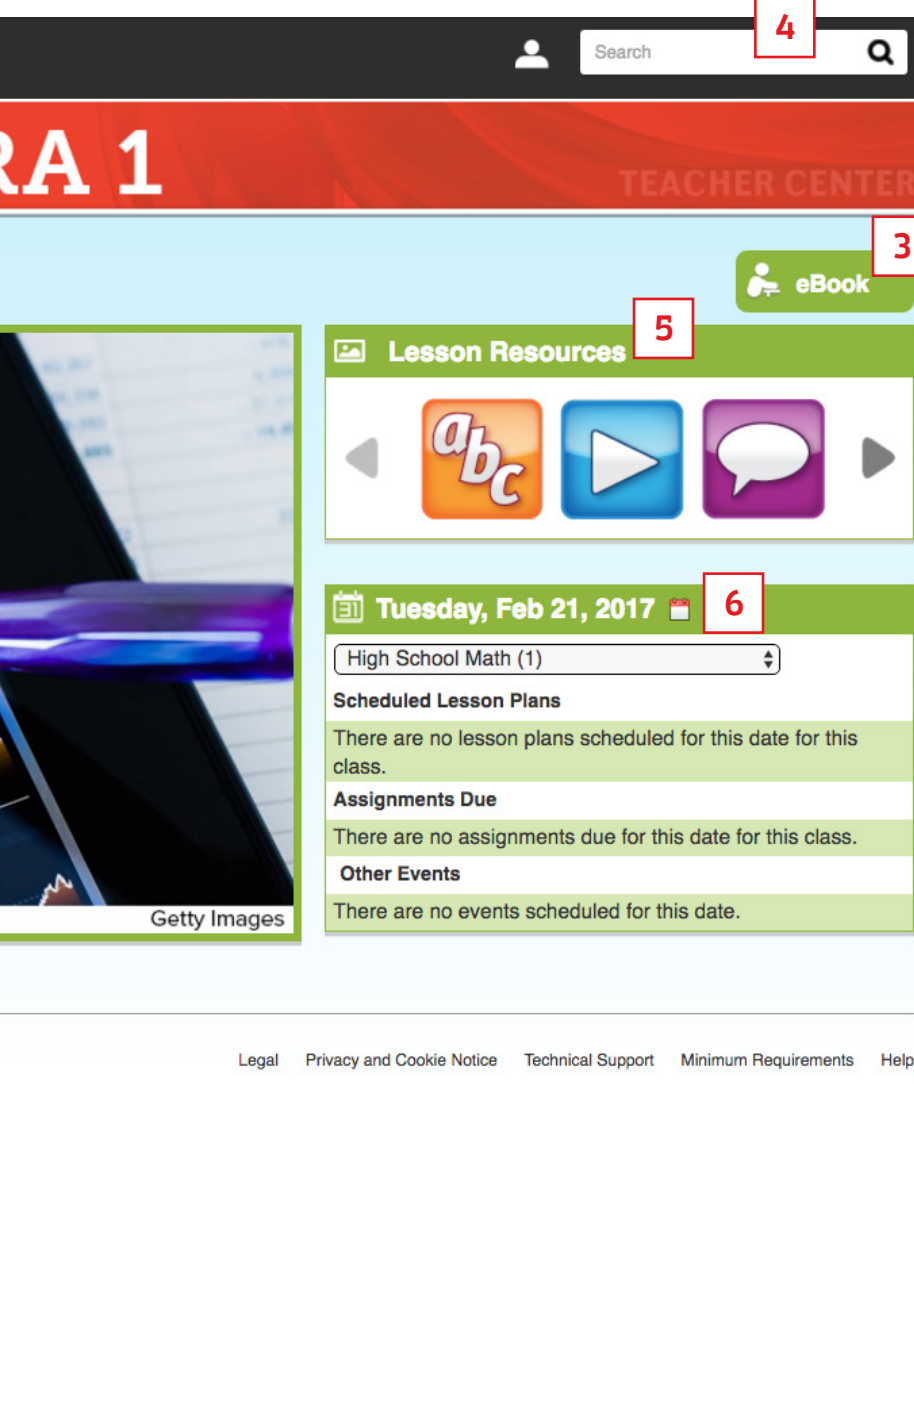 4
Search
RA 1
TEACHER CENTER
3
eBook
5
Lesson Resources
abc
31
Tuesday, Feb 21, 2017
6
High School Math (1)
Scheduled Lesson Plans
There are no lesson plans scheduled for this date for this
class.
Assignments Due
There are no assignments due for this date for this class.
Other Events
There are no events scheduled for this date.
Getty Images
Legal Privacy and Cookie Notice Technical Support Minimum Requirements Help